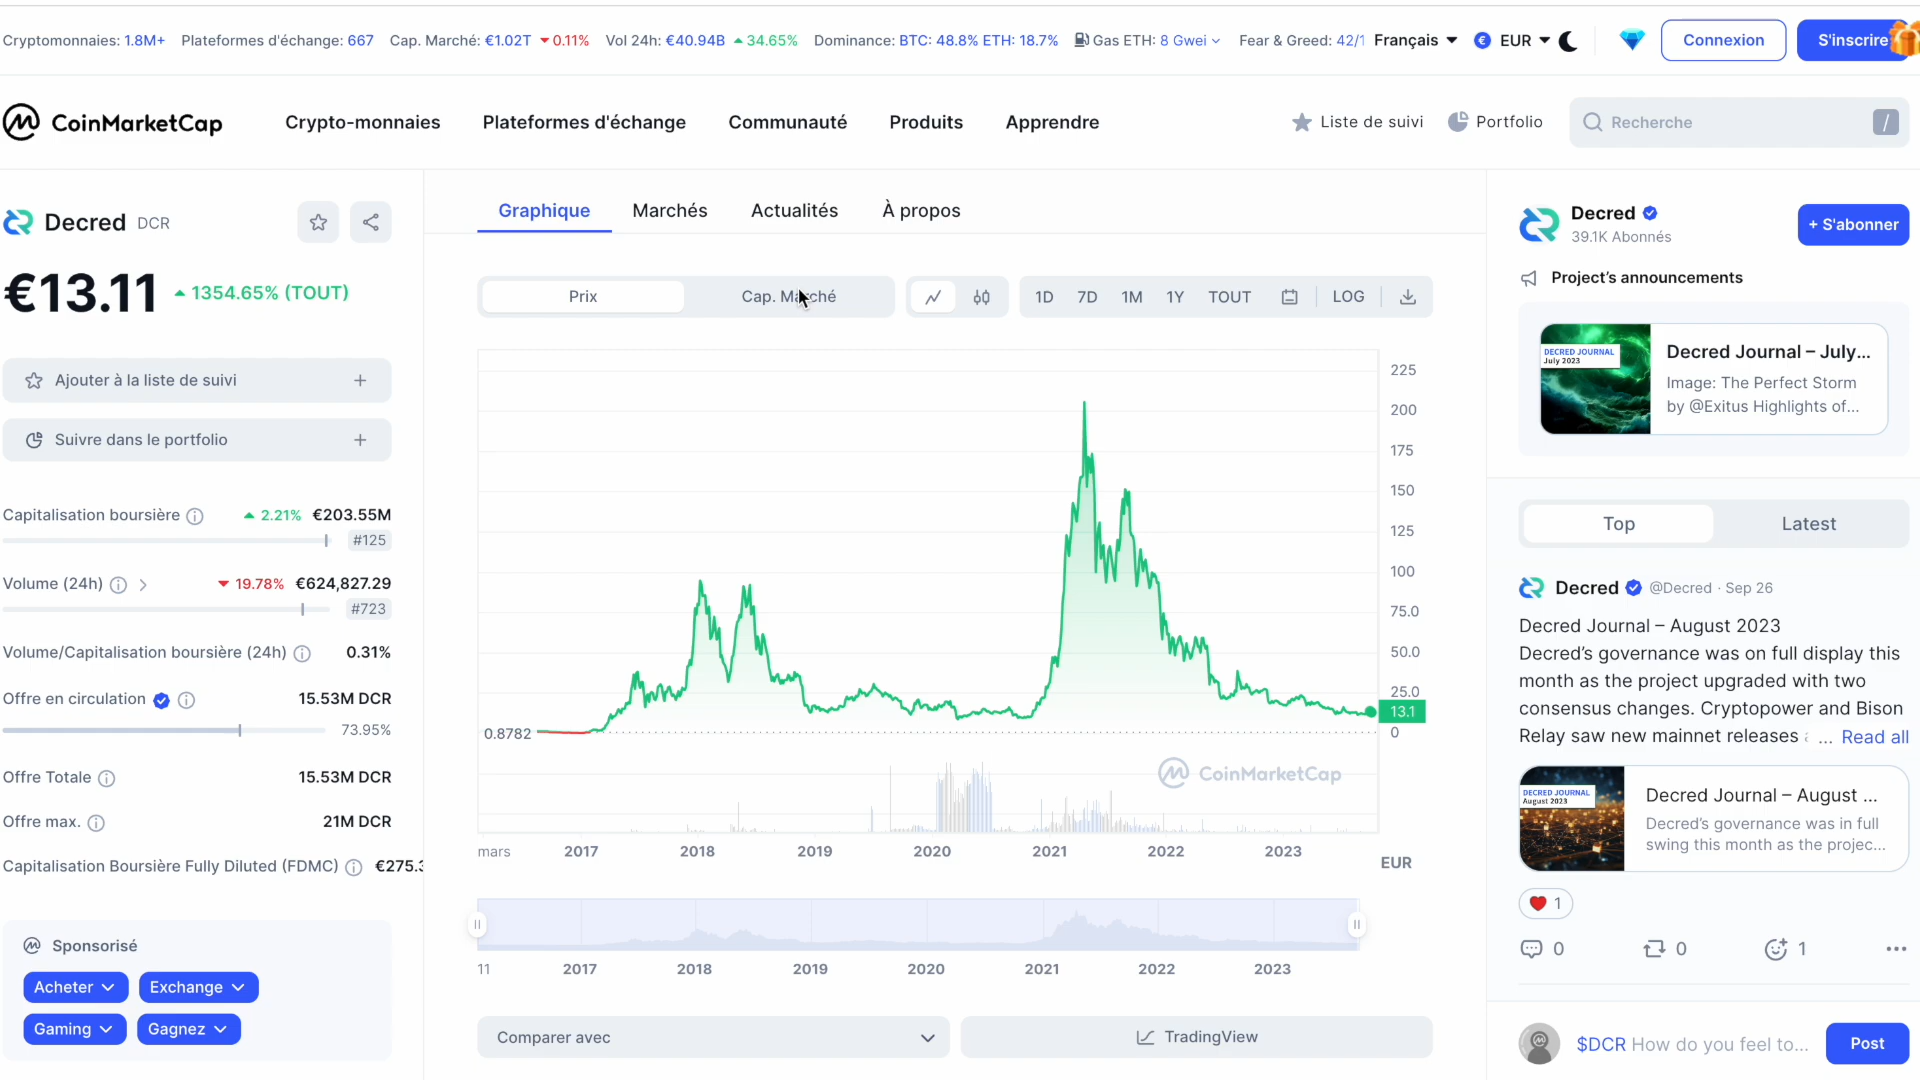 Cryptomonnaies: 1.8M+ Plateformes d'échange: 667 Cap. Marché: €1.02T 0.11% Vol 24h: €40.94B 34.65% Dominance: BTC: 48.8% ETH: 18.7% Gas ETH: 8 Gwei Fear & Greed: 42/1 Français EUR Connexion S'inscrire
CoinMarketCap Crypto-monnaies Plateformes d'échange Communauté Produits Apprendre Liste de suivi Portfolio Recherche /
Decred DCR
€13.11 1354.65% (TOUT)
Ajouter à la liste de suivi +
Suivre dans le portfolio +
Capitalisation boursière 2.21% €203.55M
#125
Volume (24h) 19.78% €624,827.29
#723
Volume/Capitalisation boursière (24h) 0.31%
Offre en circulation 15.53M DCR
73.95%
Offre Totale 15.53M DCR
Offre max. 21M DCR
Capitalisation Boursière Fully Diluted (FDMC) €275.3
Sponsorisé
Acheter Exchange
Gaming Gagnez
Graphique Marchés Actualités À propos
Prix Cap. Marché 1D 7D 1M 1Y TOUT LOG
225
200
175
150
125
100
75.0
50.0
25.0
13.1
0.8782 0
CoinMarketCap
mars 2017 2018 2019 2020 2021 2022 2023
EUR
11 2017 2018 2019 2020 2021 2022 2023
Comparer avec TradingView
Decred
39.1K Abonnés
+ S'abonner
Project's announcements
DECRED JOURNAL
July 2023
Decred Journal – July...
Image: The Perfect Storm
by @Exitus Highlights of...
Top Latest
Decred @Decred · Sep 26
Decred Journal – August 2023
Decred's governance was on full display this
month as the project upgraded with two
consensus changes. Cryptopower and Bison
Relay saw new mainnet releases ... Read all
DECRED JOURNAL
August 2023
Decred Journal – August ...
Decred's governance was in full
swing this month as the projec...
1
0 0 1
$DCR How do you feel to... Post